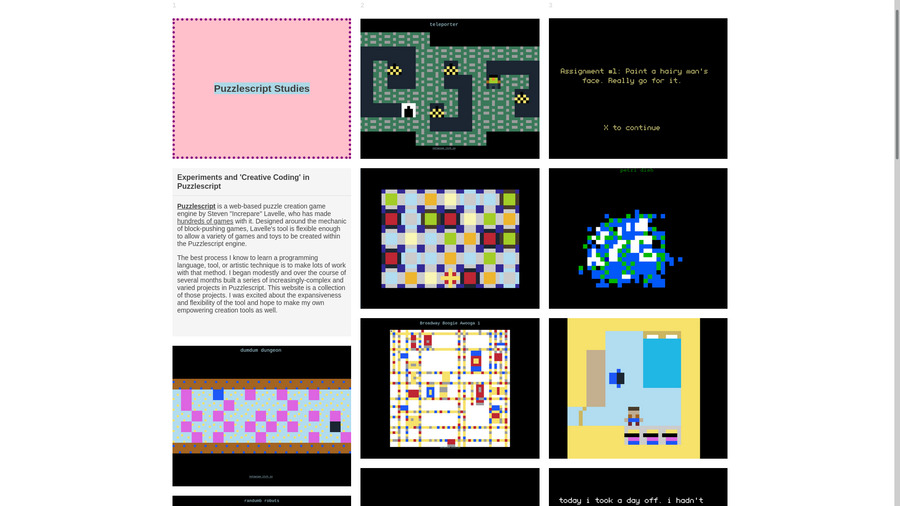 1
Puzzlescript Studies
Experiments and 'Creative Coding' in
Puzzlescript
Puzzlescript is a web-based puzzle creation game
engine by Steven "Increpare" Lavelle, who has made
hundreds of games with it. Designed around the mechanic
of block-pushing games, Lavelle's tool is flexible enough
to allow a variety of games and toys to be created within
the Puzzlescript engine.
The best process I know to learn a programming
language, tool, or artistic technique is to make lots of work
with that method. I began modestly and over the course of
several months built a series of increasingly-complex and
varied projects in Puzzlescript. This website is a collection
of those projects. I was excited about the expansiveness
and flexibility of the tool and hope to make my own
empowering creation tools as well.
dumdum dungeon
randumb robots
2
teleporter
Broadway Boogie Awooga 1
3
Assignment #1: Paint a hairy man's
face. Really go for it.
X to continue
petri dish
today i took a day off. i hadn't